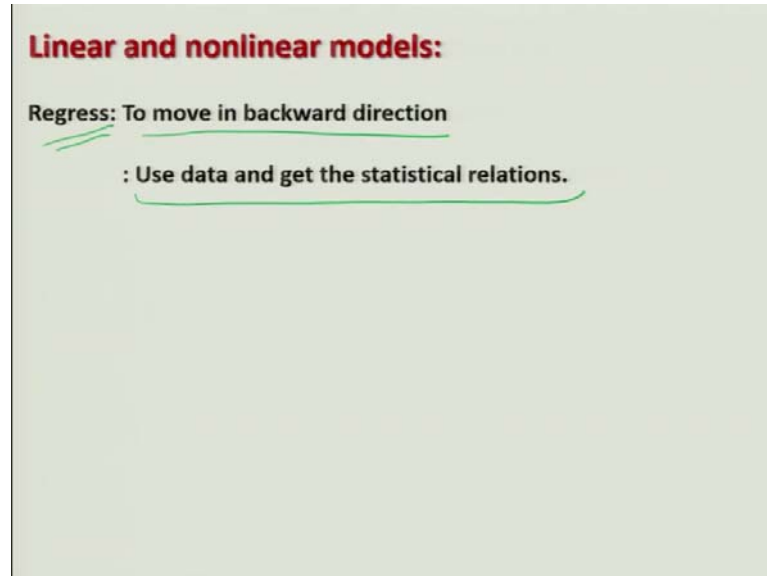 Linear and nonlinear models:
Regress: To move in backward direction
: Use data and get the statistical relations.